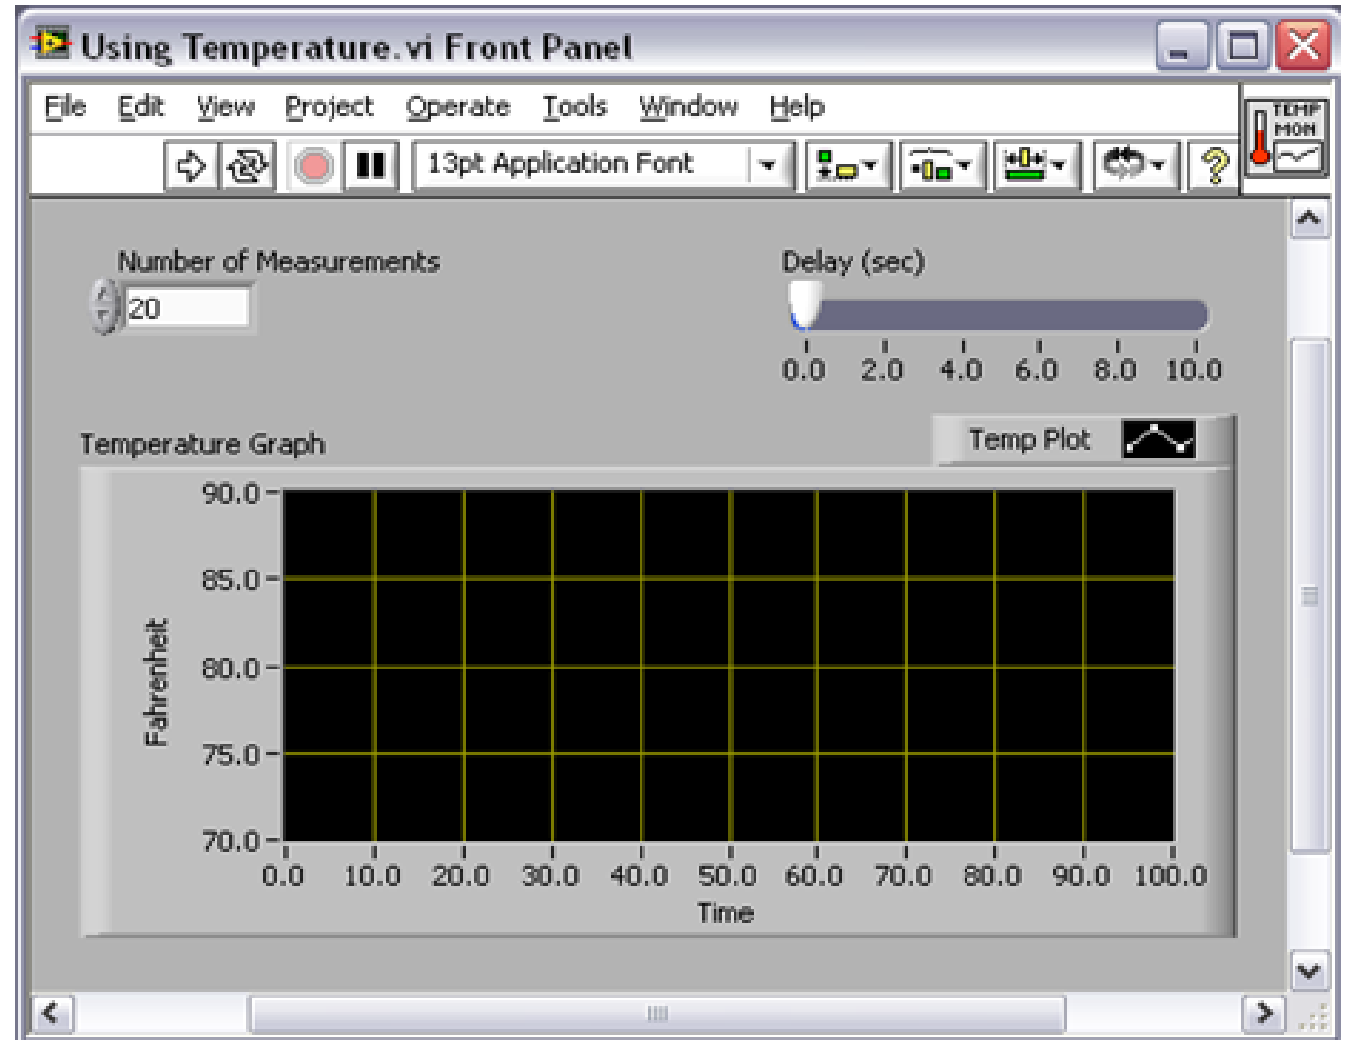 Using Temperature.vi Front Panel
File Edit View Project Operate Tools Window Help
TEMP
MON
13pt Application Font
?
Number of Measurements
20
Delay (sec)
0.0 2.0 4.0 6.0 8.0 10.0
Temperature Graph
Temp Plot
90.0
85.0
80.0
75.0
70.0
Fahrenheit
0.0 10.0 20.0 30.0 40.0 50.0 60.0 70.0 80.0 90.0 100.0
Time